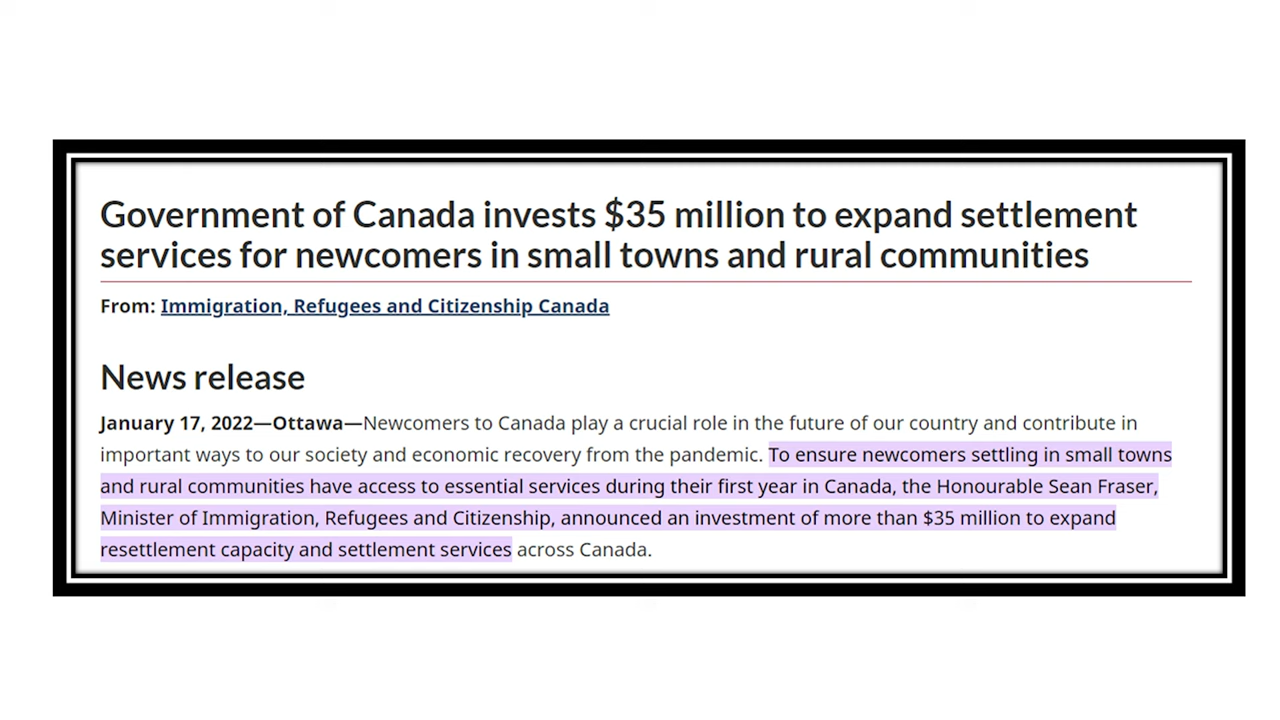 Government of Canada invests $35 million to expand settlement
services for newcomers in small towns and rural communities
From: Immigration, Refugees and Citizenship Canada
News release
January 17, 2022—Ottawa—Newcomers to Canada play a crucial role in the future of our country and contribute in
important ways to our society and economic recovery from the pandemic. To ensure newcomers settling in small towns
and rural communities have access to essential services during their first year in Canada, the Honourable Sean Fraser,
Minister of Immigration, Refugees and Citizenship, announced an investment of more than $35 million to expand
resettlement capacity and settlement services across Canada.